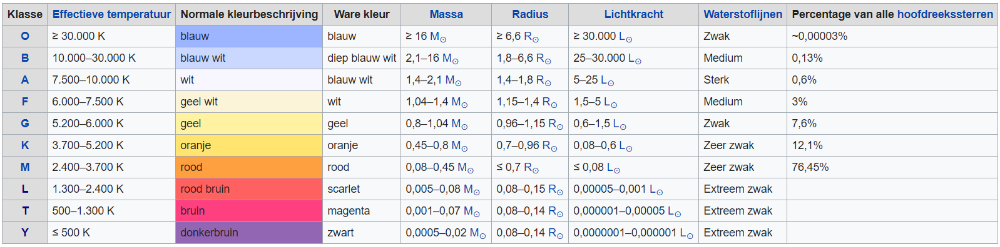 Klasse Effectieve temperatuur Normale kleurbeschrijving Ware kleur Massa Radius Lichtkracht Waterstoflijnen Percentage van alle hoofdreekssterren
O ≥ 30.000 K blauw blauw ≥ 16 M☉ ≥ 6,6 R☉ ≥ 30.000 L☉ Zwak ~0,00003%
B 10.000–30.000 K blauw wit diep blauw wit 2,1–16 M☉ 1,8–6,6 R☉ 25–30.000 L☉ Medium 0,13%
A 7.500–10.000 K wit blauw wit 1,4–2,1 M☉ 1,4–1,8 R☉ 5–25 L☉ Sterk 0,6%
F 6.000–7.500 K geel wit wit 1,04–1,4 M☉ 1,15–1,4 R☉ 1,5–5 L☉ Medium 3%
G 5.200–6.000 K geel geel 0,8–1,04 M☉ 0,96–1,15 R☉ 0,6–1,5 L☉ Zwak 7,6%
K 3.700–5.200 K oranje oranje 0,45–0,8 M☉ 0,7–0,96 R☉ 0,08–0,6 L☉ Zeer zwak 12,1%
M 2.400–3.700 K rood rood 0,08–0,45 M☉ ≤ 0,7 R☉ ≤ 0,08 L☉ Zeer zwak 76,45%
L 1.300–2.400 K rood bruin scarlet 0,005–0,08 M☉ 0,08–0,15 R☉ 0,00005–0,001 L☉ Extreem zwak
T 500–1.300 K bruin magenta 0,001–0,07 M☉ 0,08–0,14 R☉ 0,000001–0,00005 L☉ Extreem zwak
Y ≤ 500 K donkerbruin zwart 0,0005–0,02 M☉ 0,08–0,14 R☉ 0,0000001–0,000001 L☉ Extreem zwak